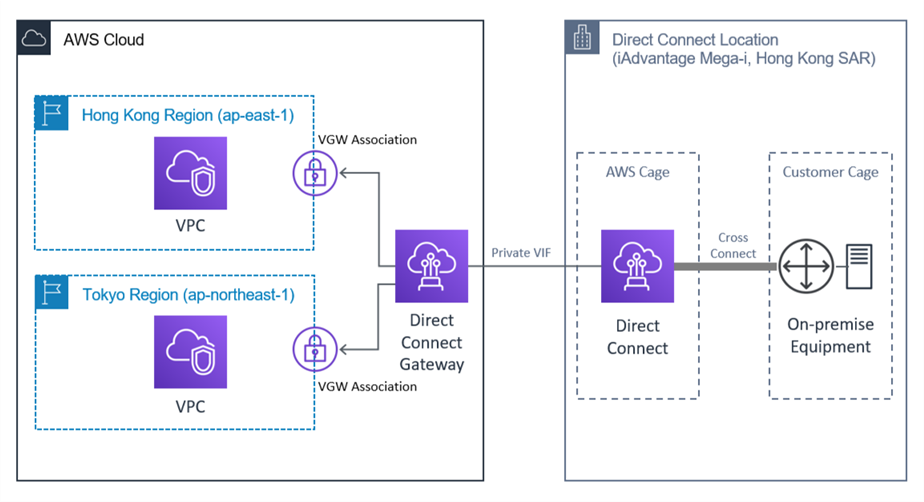 AWS Cloud
Direct Connect Location
(iAdvantage Mega-i, Hong Kong SAR)
Hong Kong Region (ap-east-1)
VGW Association
VPC
Tokyo Region (ap-northeast-1)
VGW Association
VPC
Direct
Connect
Gateway
Private VIF
AWS Cage
Direct
Connect
Cross
Connect
Customer Cage
On-premise
Equipment